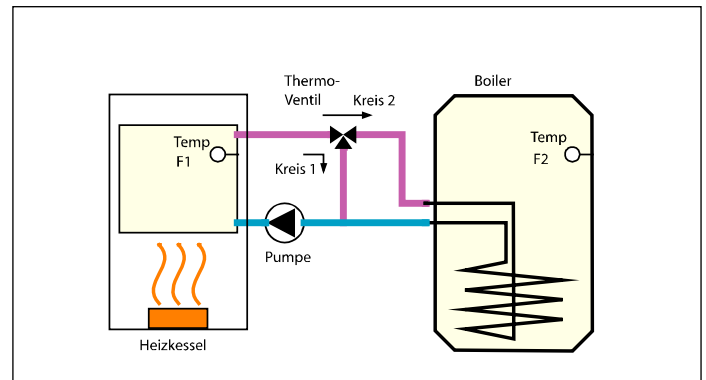 Thermo-
Ventil
Kreis 2
Boiler
Temp
F1
Kreis 1
Temp
F2
Pumpe
Heizkessel